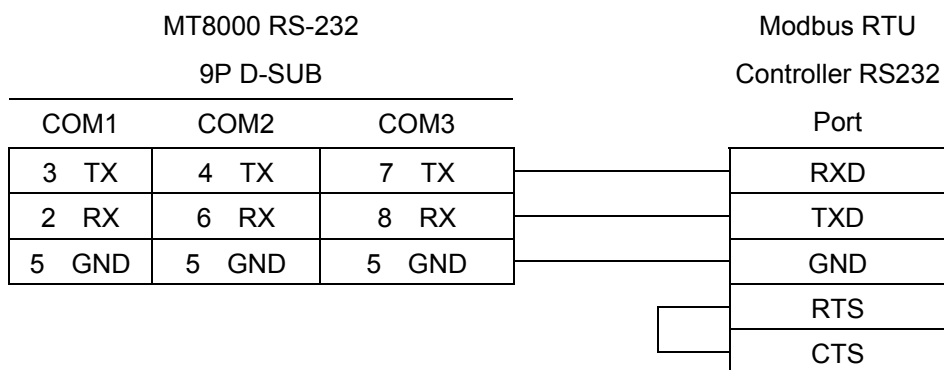 MT8000 RS-232 Modbus RTU
9P D-SUB Controller RS232
COM1 COM2 COM3 Port
3 TX 4 TX 7 TX RXD
2 RX 6 RX 8 RX TXD
5 GND 5 GND 5 GND GND
RTS
CTS